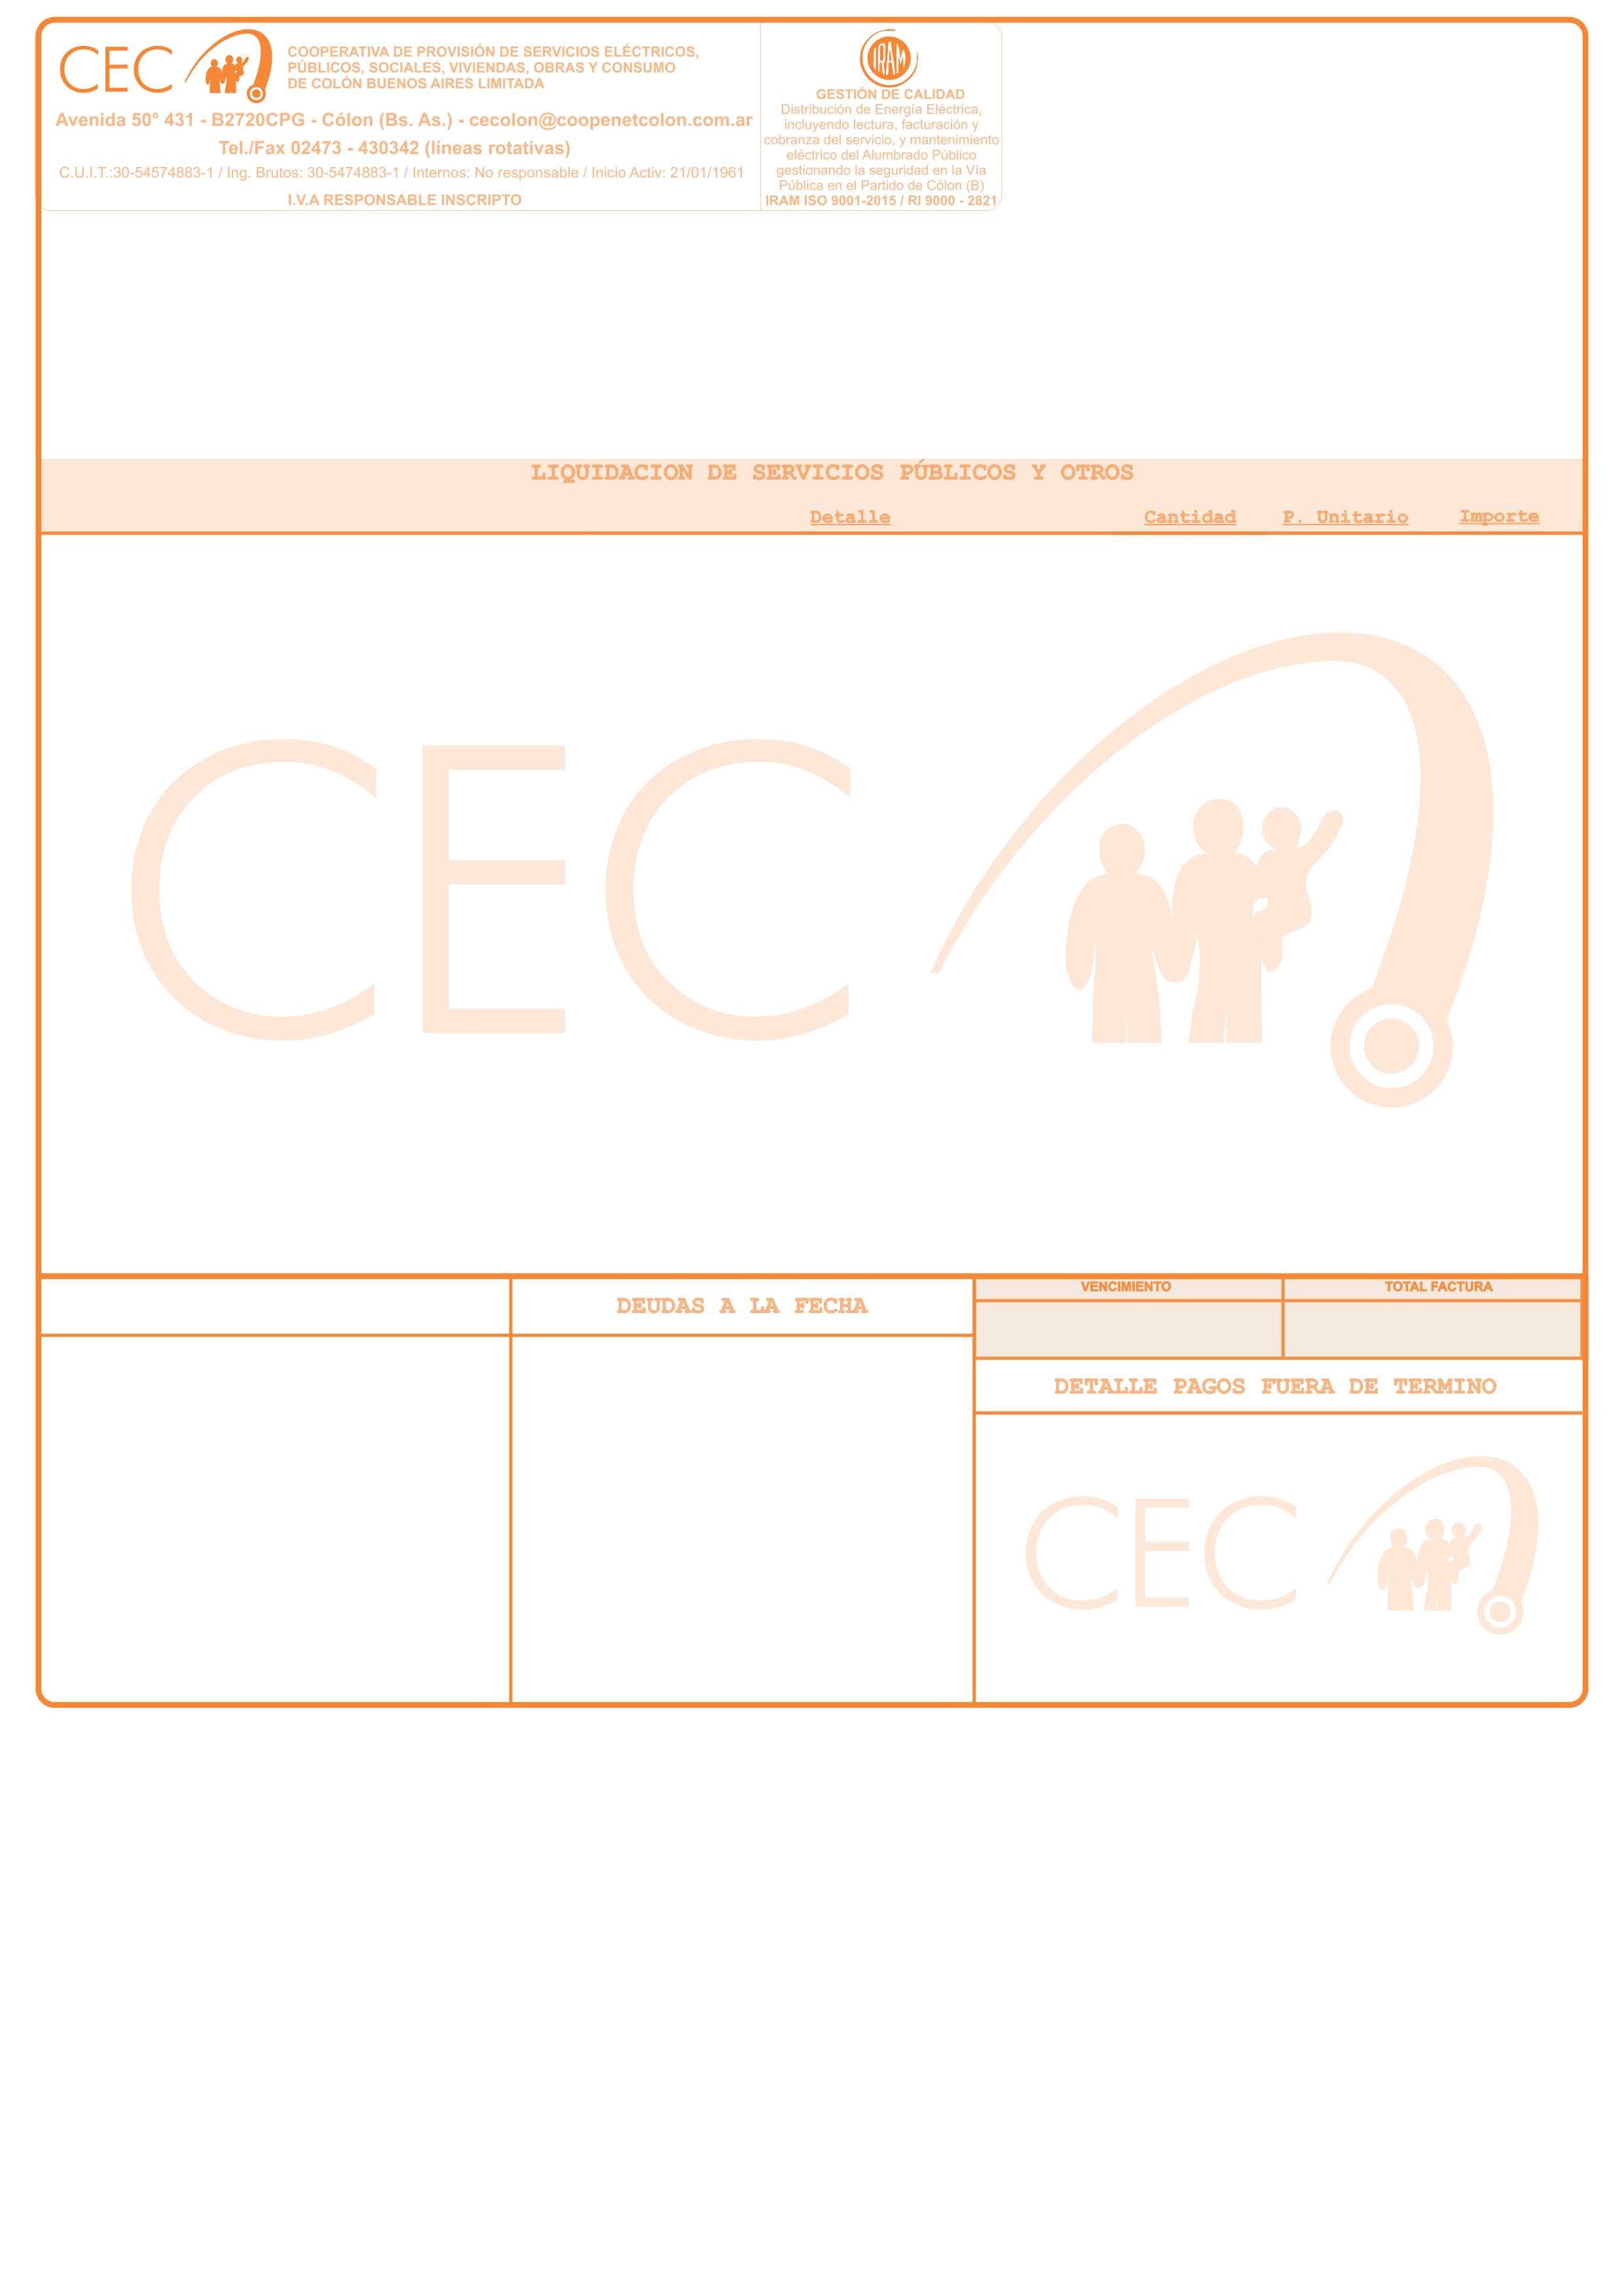 CEC
COOPERATIVA DE PROVISIÓN DE SERVICIOS ELÉCTRICOS,
PÚBLICOS, SOCIALES, VIVIENDAS, OBRAS Y CONSUMO
DE COLÓN BUENOS AIRES LIMITADA
Avenida 50° 431 - B2720CPG - Cólon (Bs. As.) - cecolon@coopenetcolon.com.ar
Tel./Fax 02473 - 430342 (líneas rotativas)
C.U.I.T.:30-54574883-1 / Ing. Brutos: 30-5474883-1 / Internos: No responsable / Inicio Activ: 21/01/1961
I.V.A RESPONSABLE INSCRIPTO
IRAM
GESTIÓN DE CALIDAD
Distribución de Energía Eléctrica,
incluyendo lectura, facturación y
cobranza del servicio, y mantenimiento
eléctrico del Alumbrado Público
gestionando la seguridad en la Vía
Pública en el Partido de Cólon (B)
IRAM ISO 9001-2015 / RI 9000 - 2821
LIQUIDACION DE SERVICIOS PÚBLICOS Y OTROS
Detalle Cantidad P. Unitario Importe
CEC
DEUDAS A LA FECHA
VENCIMIENTO TOTAL FACTURA
DETALLE PAGOS FUERA DE TERMINO
CEC